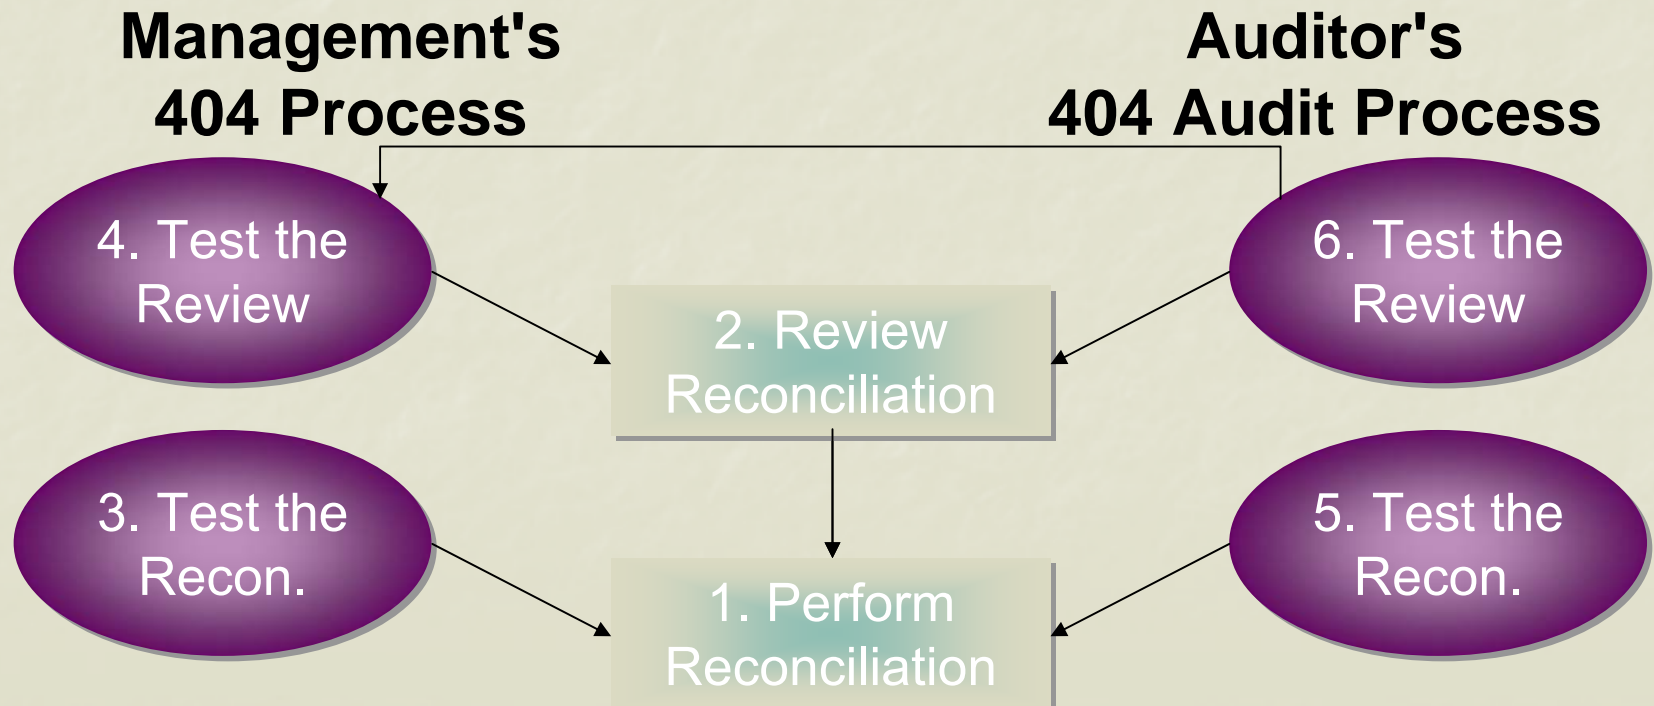 Management's
404 Process
Auditor's
404 Audit Process
4. Test the
Review
6. Test the
Review
2. Review
Reconciliation
3. Test the
Recon.
5. Test the
Recon.
1. Perform
Reconciliation